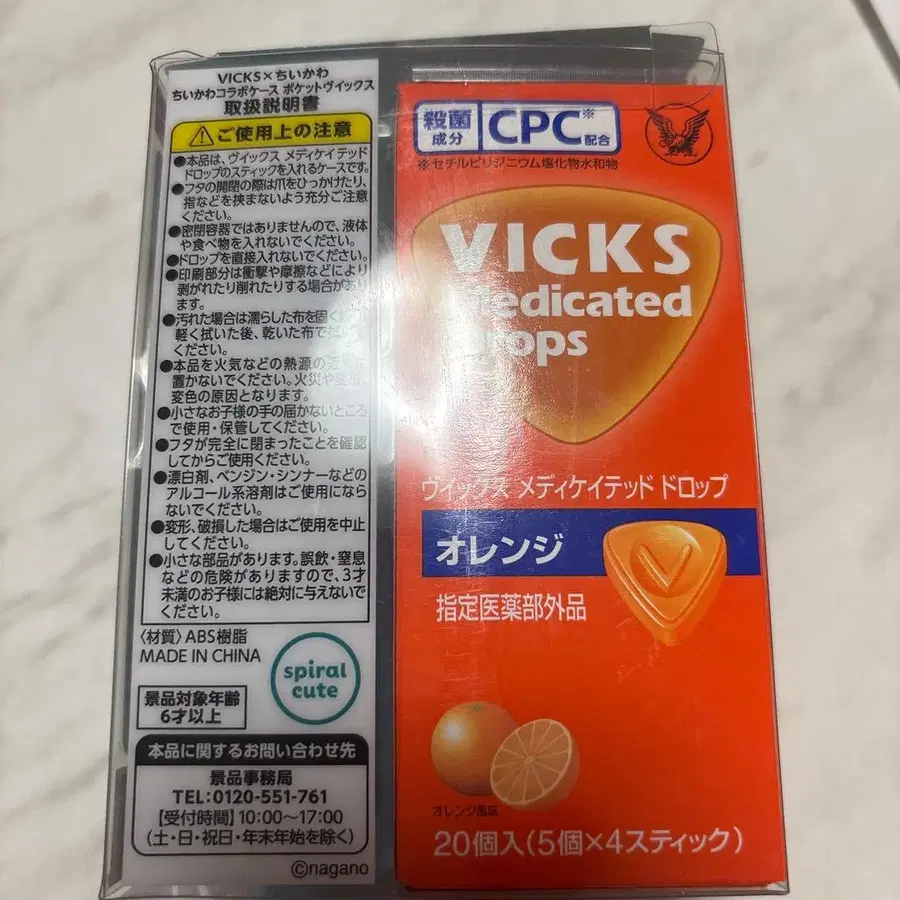 VICKS×ちいかわ
ちいかわコラボケース ポケットヴイックス
取扱説明書
ご使用上の注意
●本品は、ヴイックス メディケイテッド
ドロップのスティックを入れるケースです。
●フタの開閉の際は爪をひっかけたり、
指などを挟まないよう充分ご注意
ください。
●密閉容器ではありませんので、液体
や食べ物を入れないでください。
●ドロップを直接入れないでください。
●印刷部分は衝撃や摩擦などにより
剥がれたり削れたりする場合があり
ます。
●汚れた場合は濡らした布を固く
軽く拭いた後、乾いた布で
ください。
●本品を火気などの熱源の近くに
置かないでください。火災や
変色の原因となります。
●小さなお子様の手の届かないところ
で使用・保管してください。
●フタが完全に閉まったことを確認
してからご使用ください。
●漂白剤、ベンジン・シンナーなどの
アルコール系溶剤はご使用になら
ないでください。
●変形、破損した場合はご使用を中止
してください。
●小さな部品があります。誤飲・窒息
などの危険がありますので、3才
未満のお子様には絶対に与えないで
ください。
〈材質〉ABS樹脂
MADE IN CHINA
spiral
cute
景品対象年齢
6才以上
本品に関するお問い合わせ先
景品事務局
TEL:0120-551-761
【受付時間】10:00〜17:00
(土・日・祝日・年末年始を除く)
©nagano
殺菌
成分
CPC※
配合
※セチルピリジニウム塩化物水和物
VICKS
Medicated
Drops
ヴイックス メディケイテッド ドロップ
オレンジ
指定医薬部外品
V
オレンジ風味
20個入(5個×4スティック)